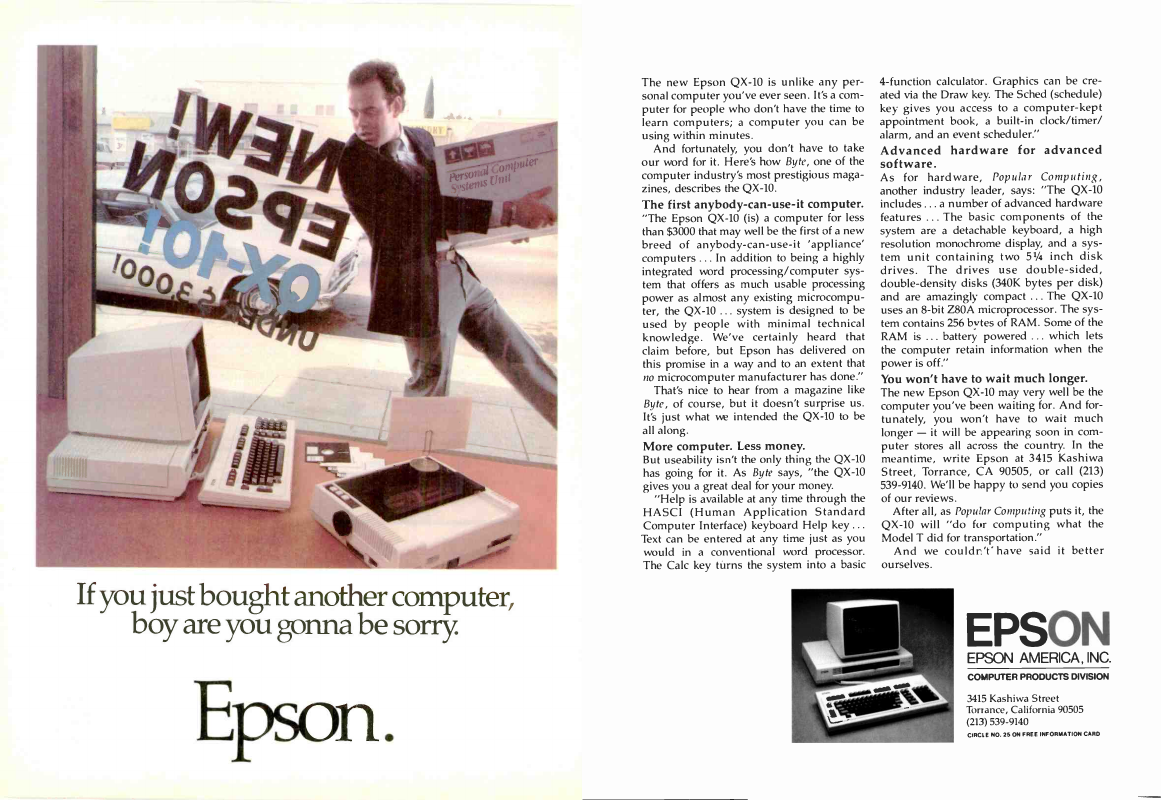 NEW!
EPSON
QX-10!
UNDER $3,000!
Personal Computer
Systems Unit
If you just bought another computer,
boy are you gonna be sorry.
Epson.
The new Epson QX-10 is unlike any per-
sonal computer you've ever seen. It's a com-
puter for people who don't have the time to
learn computers; a computer you can be
using within minutes.
And fortunately, you don't have to take
our word for it. Here's how Byte, one of the
computer industry's most prestigious maga-
zines, describes the QX-10.
The first anybody-can-use-it computer.
"The Epson QX-10 (is) a computer for less
than $3000 that may well be the first of a new
breed of anybody-can-use-it 'appliance'
computers . . . In addition to being a highly
integrated word processing/computer sys-
tem that offers as much usable processing
power as almost any existing microcompu-
ter, the QX-10 . . . system is designed to be
used by people with minimal technical
knowledge. We've certainly heard that
claim before, but Epson has delivered on
this promise in a way and to an extent that
no microcomputer manufacturer has done."
That's nice to hear from a magazine like
Byte, of course, but it doesn't surprise us.
It's just what we intended the QX-10 to be
all along.
More computer. Less money.
But useability isn't the only thing the QX-10
has going for it. As Byte says, "the QX-10
gives you a great deal for your money.
"Help is available at any time through the
HASCI (Human Application Standard
Computer Interface) keyboard Help key . . .
Text can be entered at any time just as you
would in a conventional word processor.
The Calc key turns the system into a basic
4-function calculator. Graphics can be cre-
ated via the Draw key. The Sched (schedule)
key gives you access to a computer-kept
appointment book, a built-in clock/timer/
alarm, and an event scheduler."
Advanced hardware for advanced
software.
As for hardware, Popular Computing,
another industry leader, says: "The QX-10
includes . . . a number of advanced hardware
features . . . The basic components of the
system are a detachable keyboard, a high
resolution monochrome display, and a sys-
tem unit containing two 5¼ inch disk
drives. The drives use double-sided,
double-density disks (340K bytes per disk)
and are amazingly compact . . . The QX-10
uses an 8-bit Z80A microprocessor. The sys-
tem contains 256 bytes of RAM. Some of the
RAM is . . . battery powered . . . which lets
the computer retain information when the
power is off."
You won't have to wait much longer.
The new Epson QX-10 may very well be the
computer you've been waiting for. And for-
tunately, you won't have to wait much
longer — it will be appearing soon in com-
puter stores all across the country. In the
meantime, write Epson at 3415 Kashiwa
Street, Torrance, CA 90505, or call (213)
539-9140. We'll be happy to send you copies
of our reviews.
After all, as Popular Computing puts it, the
QX-10 will "do for computing what the
Model T did for transportation."
And we couldn't have said it better
ourselves.
EPSON
EPSON AMERICA, INC.
COMPUTER PRODUCTS DIVISION
3415 Kashiwa Street
Torrance, California 90505
(213) 539-9140
CIRCLE NO. 25 ON FREE INFORMATION CARD